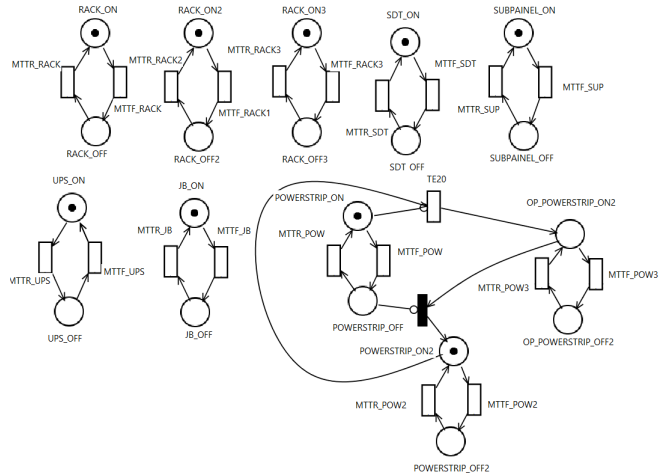 RACK_ON
RACK_ON2
RACK_ON3
SDT_ON
SUBPAINEL_ON
MTTR_RACK
MTTF_RACK
MTTR_RACK2
MTTF_RACK1
MTTR_RACK3
MTTF_RACK3
MTTR_SDT
MTTF_SDT
MTTR_SUP
MTTF_SUP
RACK_OFF
RACK_OFF2
RACK_OFF3
SDT_OFF
SUBPAINEL_OFF
UPS_ON
JB_ON
POWERSTRIP_ON
TE20
OP_POWERSTRIP_ON2
MTTR_UPS
MTTF_UPS
MTTR_JB
MTTF_JB
MTTR_POW
MTTF_POW
MTTR_POW3
MTTF_POW3
UPS_OFF
JB_OFF
POWERSTRIP_OFF
OP_POWERSTRIP_OFF2
POWERSTRIP_ON2
MTTR_POW2
MTTF_POW2
POWERSTRIP_OFF2